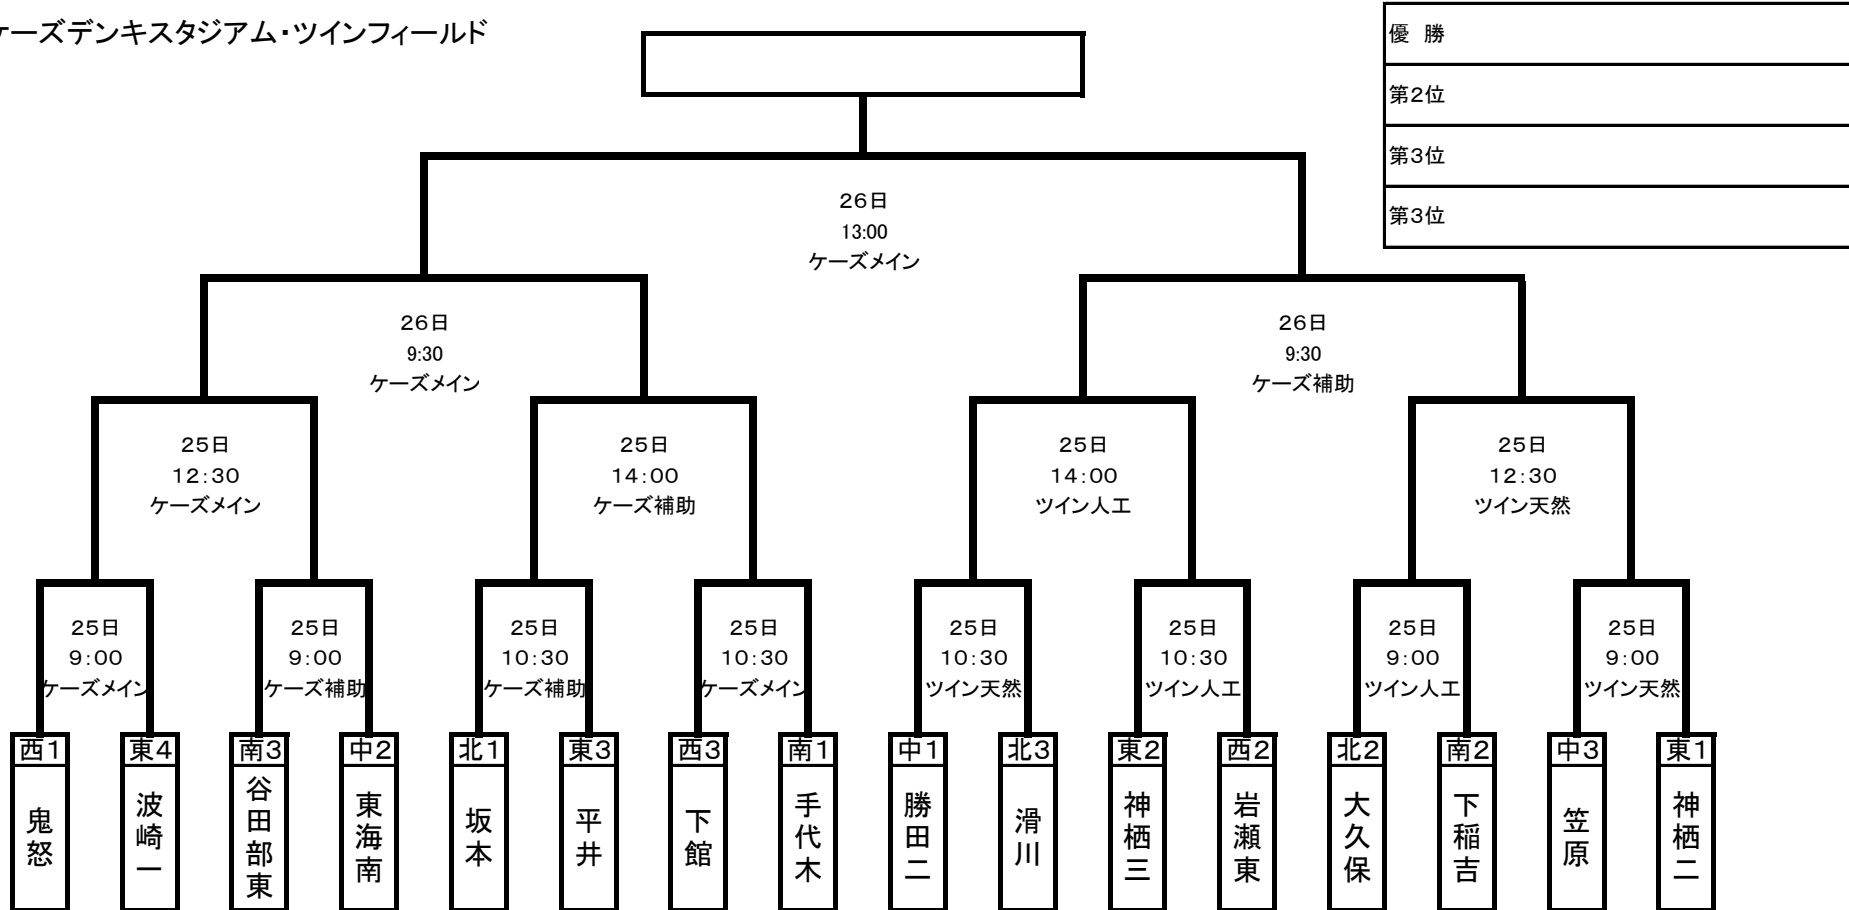 ケーズデンキスタジアム・ツインフィールド
優 勝
第2位
第3位
第3位
26日
13:00
ケーズメイン
26日
9:30
ケーズメイン
26日
9:30
ケーズ補助
25日
12:30
ケーズメイン
25日
14:00
ケーズ補助
25日
14:00
ツイン人工
25日
12:30
ツイン天然
25日
9:00
ケーズメイン
25日
9:00
ケーズ補助
25日
10:30
ケーズ補助
25日
10:30
ケーズメイン
25日
10:30
ツイン天然
25日
10:30
ツイン人工
25日
9:00
ツイン人工
25日
9:00
ツイン天然
西1
鬼怒
東4
波崎一
南3
谷田部東
中2
東海南
北1
坂本
東3
平井
西3
下館
南1
手代木
中1
勝田二
北3
滑川
東2
神栖三
西2
岩瀬東
北2
大久保
南2
下稲吉
中3
笠原
東1
神栖二